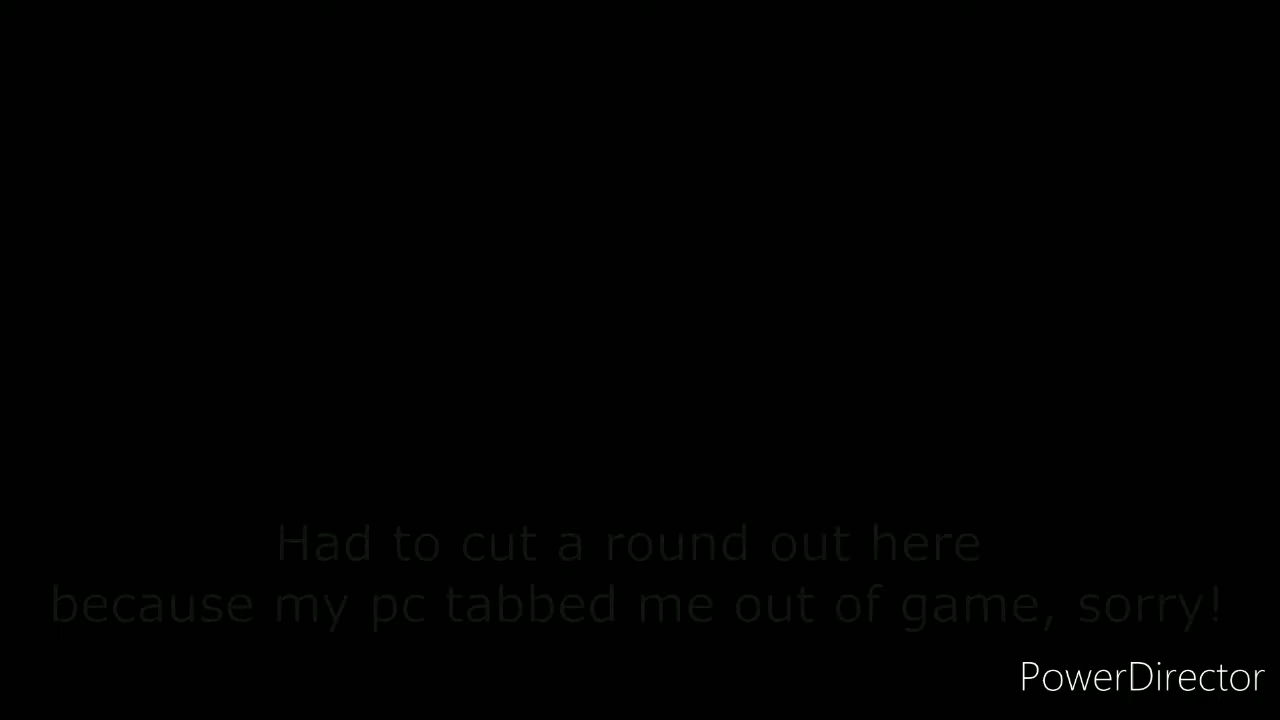 Had to cut a round out here
because my pc tabbed me out of game, sorry!
PowerDirector